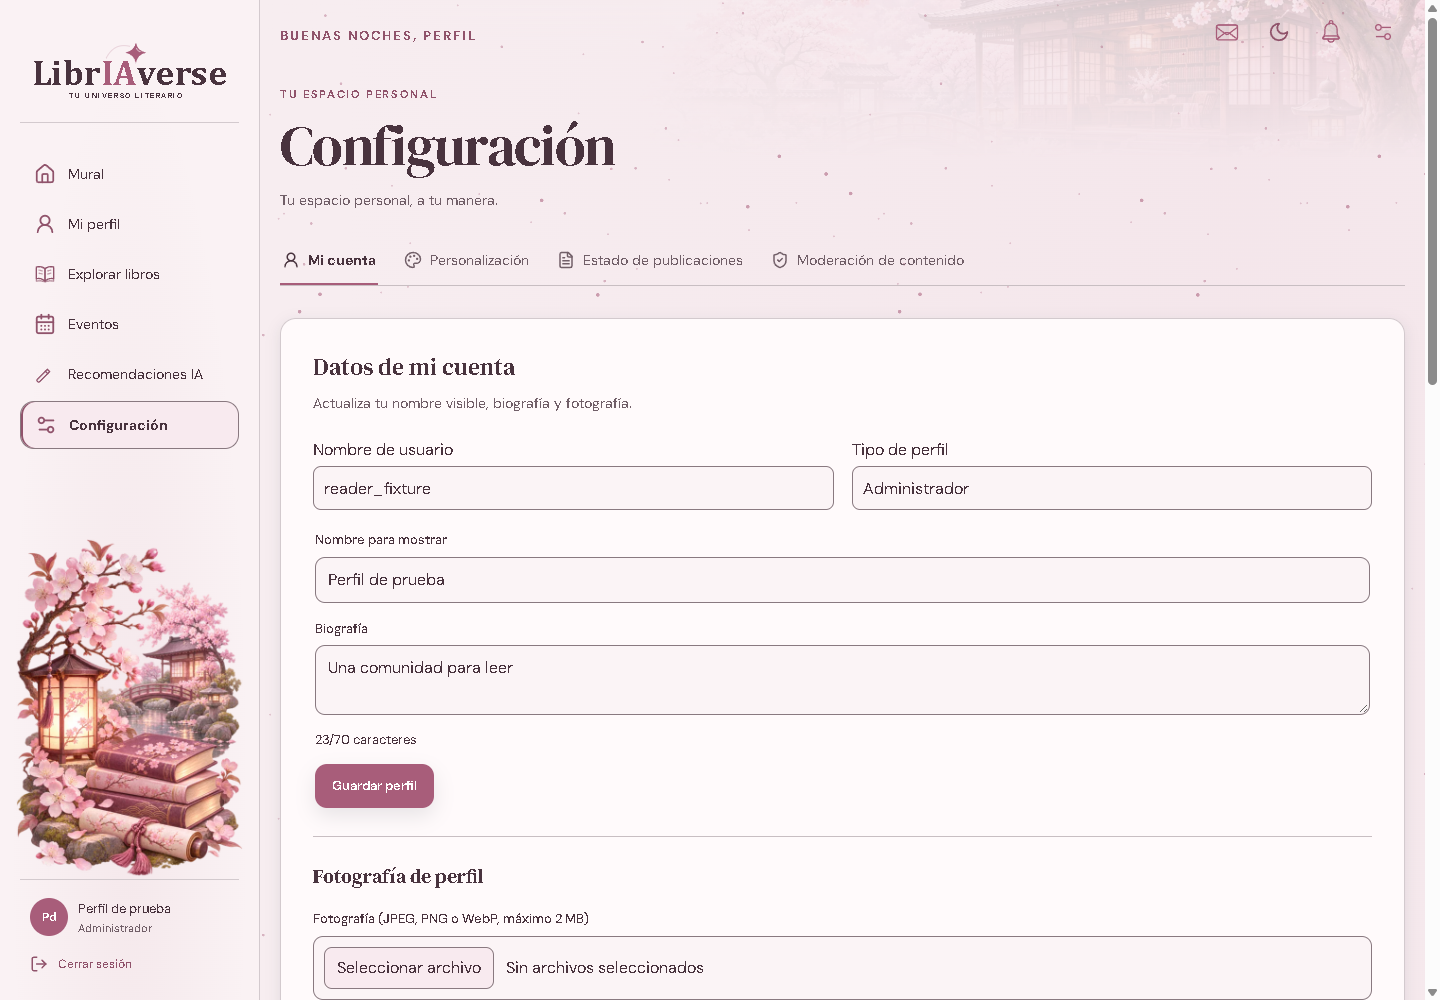 LibrIAverse
TU UNIVERSO LITERARIO
Mural
Mi perfil
Explorar libros
Eventos
Recomendaciones IA
Configuración
Pd
Perfil de prueba
Administrador
Cerrar sesión
BUENAS NOCHES, PERFIL
TU ESPACIO PERSONAL
Configuración
Tu espacio personal, a tu manera.
Mi cuenta Personalización Estado de publicaciones Moderación de contenido
Datos de mi cuenta
Actualiza tu nombre visible, biografía y fotografía.
Nombre de usuario Tipo de perfil
reader_fixture Administrador
Nombre para mostrar
Perfil de prueba
Biografía
Una comunidad para leer
23/70 caracteres
Guardar perfil
Fotografía de perfil
Fotografía (JPEG, PNG o WebP, máximo 2 MB)
Seleccionar archivo Sin archivos seleccionados